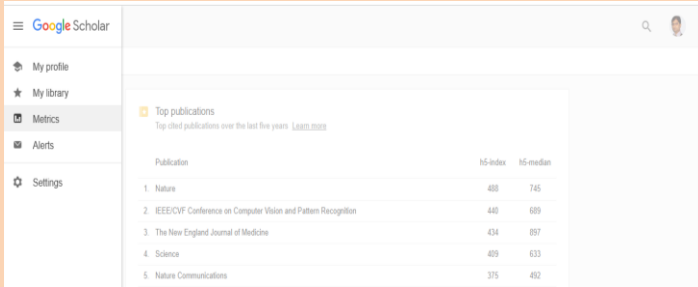 Google Scholar
My profile
My library
Metrics
Alerts
Settings
Top publications
Top cited publications over the last five years Learn more
Publication h5-index h5-median
1. Nature 488 745
2. IEEE/CVF Conference on Computer Vision and Pattern Recognition 440 689
3. The New England Journal of Medicine 434 897
4. Science 409 633
5. Nature Communications 375 492